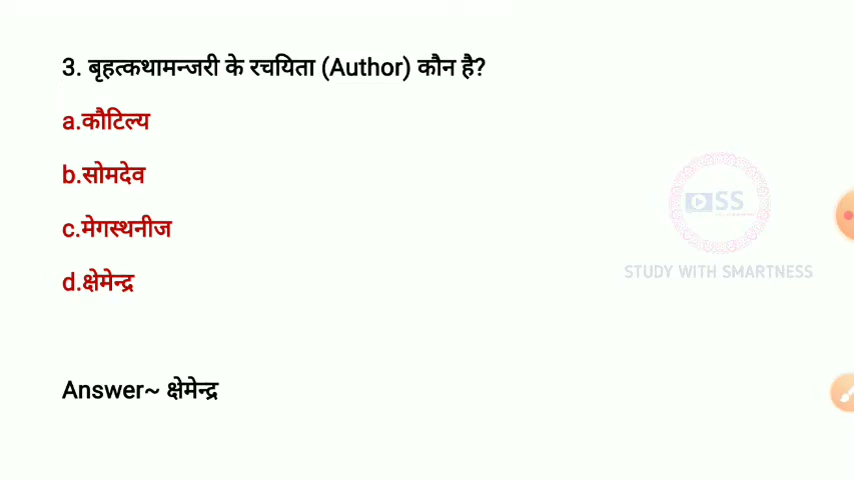 3. बृहत्कथामन्जरी के रचयिता (Author) कौन है?
a.कौटिल्य
b.सोमदेव
c.मेगस्थनीज
d.क्षेमेन्द्र
SS
STUDY WITH SMARTNESS
Answer~ क्षेमेन्द्र